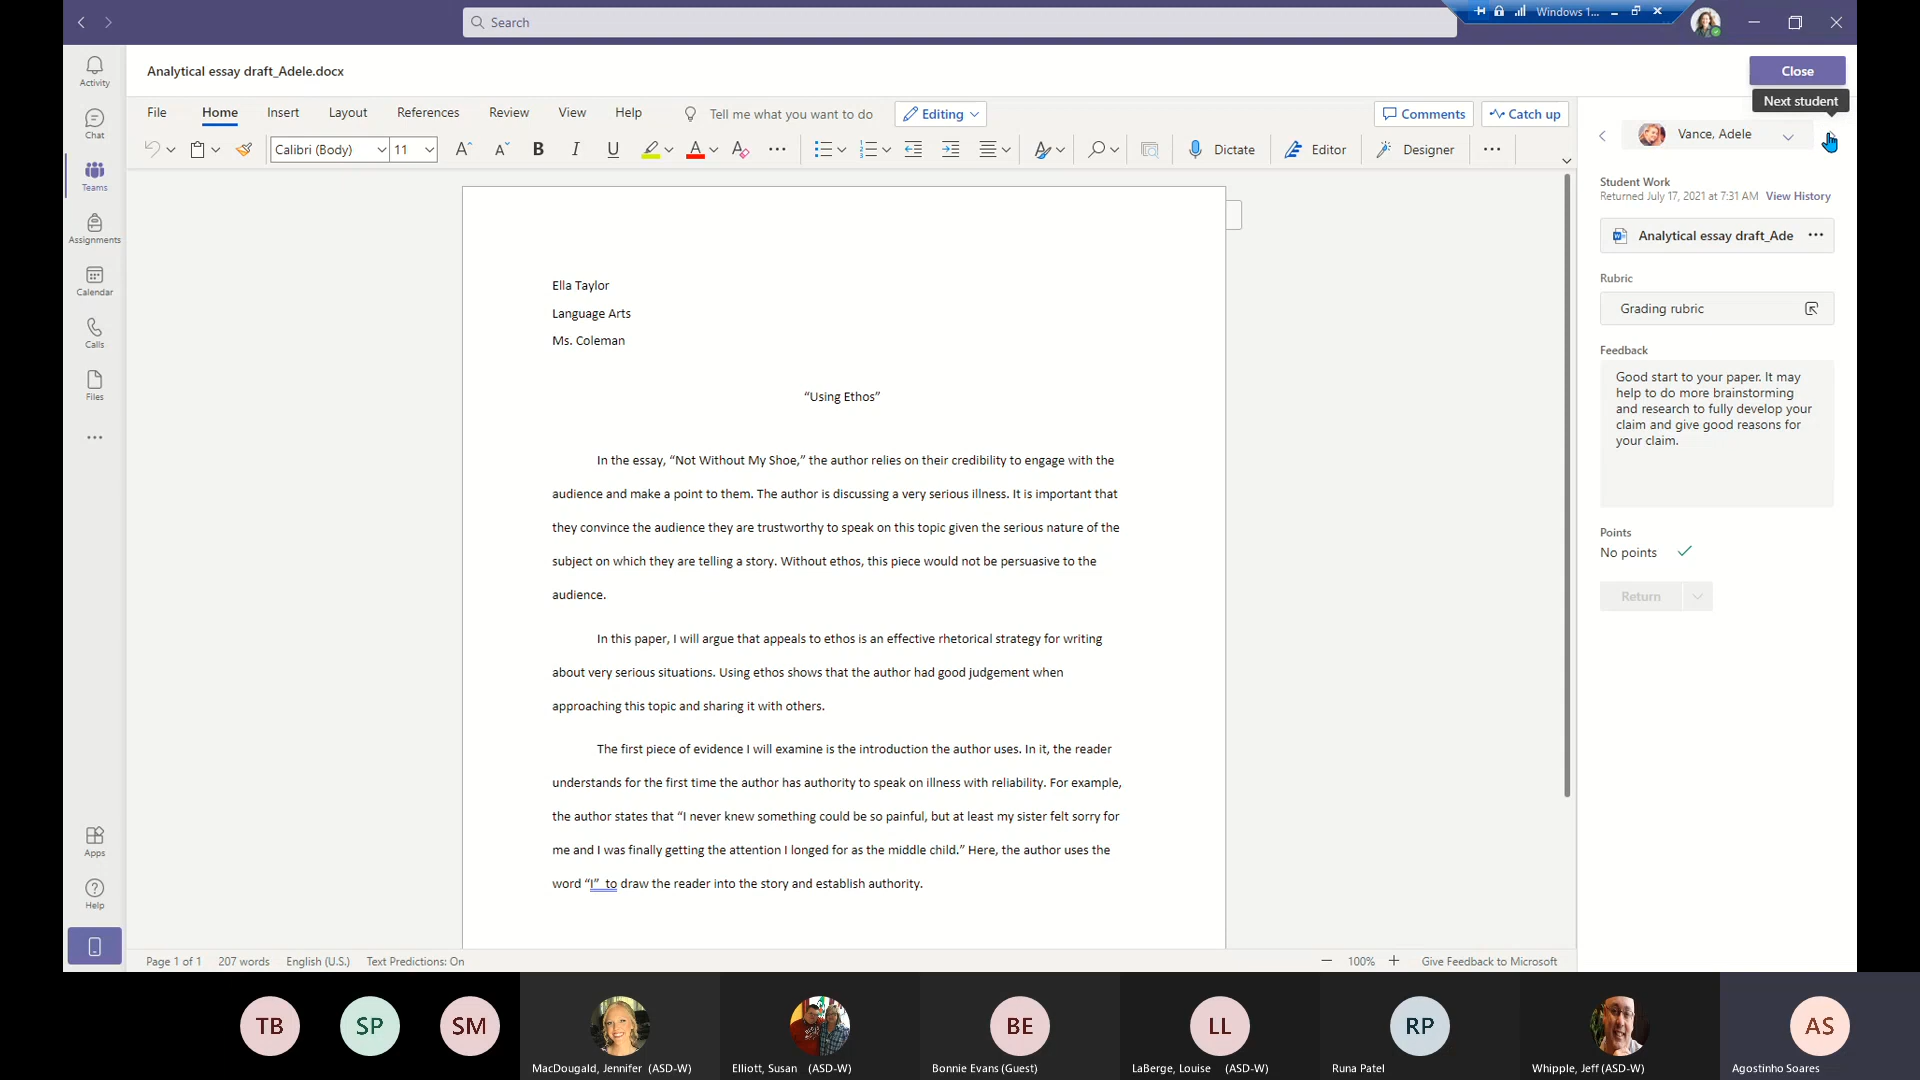 Search
Windows 1...
Activity
Chat
Teams
Assignments
Calendar
Calls
Files
Apps
Help
Analytical essay draft_Adele.docx
Close
Next student
File Home Insert Layout References Review View Help Tell me what you want to do Editing Comments Catch up
Calibri (Body) 11 B I U Dictate Editor Designer
Ella Taylor
Language Arts
Ms. Coleman
“Using Ethos”
In the essay, “Not Without My Shoe,” the author relies on their credibility to engage with the
audience and make a point to them. The author is discussing a very serious illness. It is important that
they convince the audience they are trustworthy to speak on this topic given the serious nature of the
subject on which they are telling a story. Without ethos, this piece would not be persuasive to the
audience.
In this paper, I will argue that appeals to ethos is an effective rhetorical strategy for writing
about very serious situations. Using ethos shows that the author had good judgement when
approaching this topic and sharing it with others.
The first piece of evidence I will examine is the introduction the author uses. In it, the reader
understands for the first time the author has authority to speak on illness with reliability. For example,
the author states that “I never knew something could be so painful, but at least my sister felt sorry for
me and I was finally getting the attention I longed for as the middle child.” Here, the author uses the
word “I” to draw the reader into the story and establish authority.
Vance, Adele
Student Work
Returned July 17, 2021 at 7:31 AM View History
Analytical essay draft_Ade
Rubric
Grading rubric
Feedback
Good start to your paper. It may
help to do more brainstorming
and research to fully develop your
claim and give good reasons for
your claim.
Points
No points
Return
Page 1 of 1 207 words English (U.S.) Text Predictions: On 100% Give Feedback to Microsoft
TB SP SM BE LL RP AS
MacDougald, Jennifer (ASD-W) Elliott, Susan (ASD-W) Bonnie Evans (Guest) LaBerge, Louise (ASD-W) Runa Patel Whipple, Jeff (ASD-W) Agostinho Soares